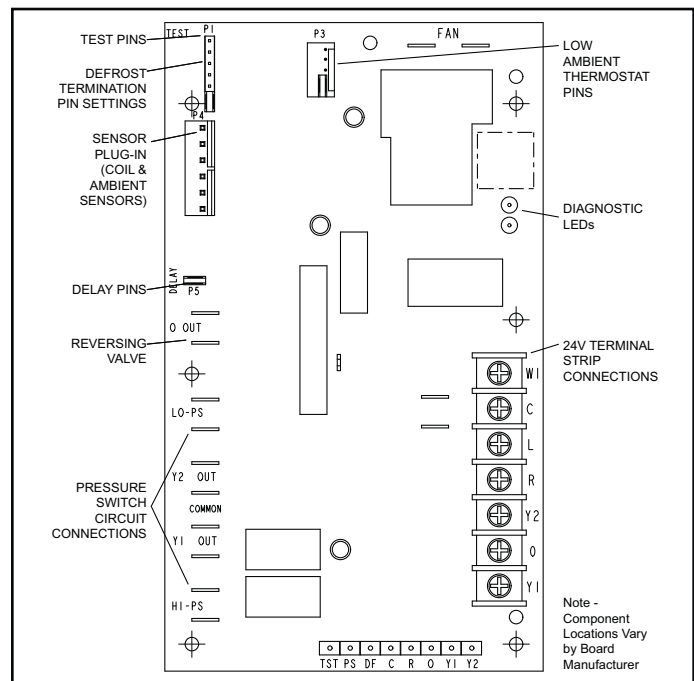 TEST PINS
TEST
P1
P3
FAN
LOW
AMBIENT
THERMOSTAT
PINS
DEFROST
TERMINATION
PIN SETTINGS
P4
SENSOR
PLUG-IN
(COIL &
AMBIENT
SENSORS)
DIAGNOSTIC
LEDs
DELAY PINS
DELAY
P5
O OUT
REVERSING
VALVE
24V TERMINAL
STRIP
CONNECTIONS
W1
C
L
R
Y2
O
Y1
LO-PS
Y2 OUT
COMMON
Y1 OUT
HI-PS
PRESSURE
SWITCH
CIRCUIT
CONNECTIONS
Note -
Component
Locations Vary
by Board
Manufacturer
TST PS DF C R O Y1 Y2